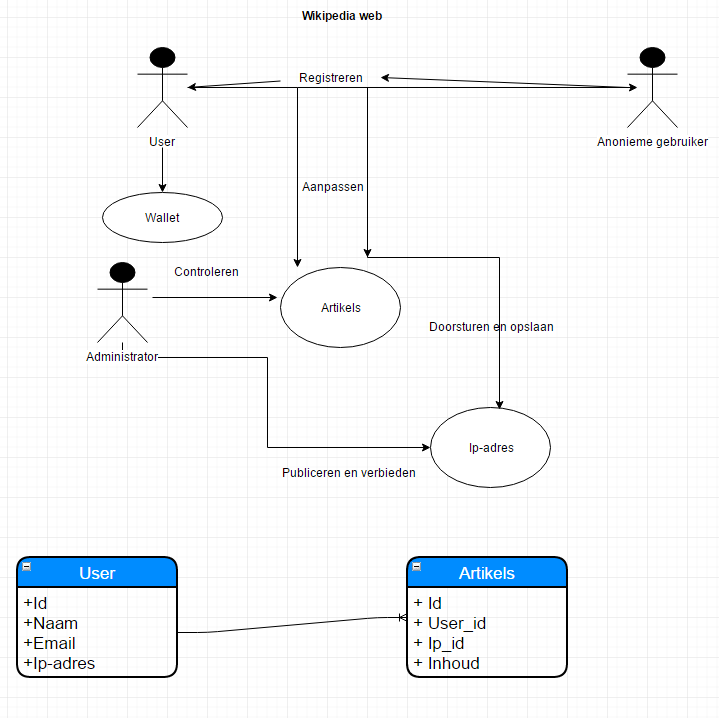 Wikipedia web
Registreren
User
Anonieme gebruiker
Aanpassen
Wallet
Controleren
Artikels
Doorsturen en opslaan
Administrator
Ip-adres
Publiceren en verbieden
User
+Id
+Naam
+Email
+Ip-adres
Artikels
+ Id
+ User_id
+ Ip_id
+ Inhoud